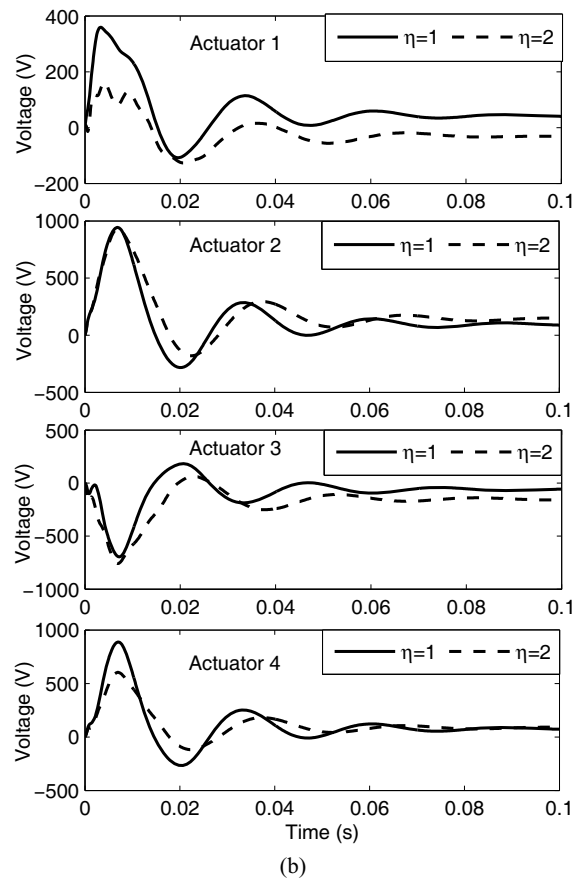 400
200
0
−200
Voltage (V)
Actuator 1
η=1 η=2
0 0.02 0.04 0.06 0.08 0.1
1000
500
0
−500
Voltage (V)
Actuator 2
η=1 η=2
0 0.02 0.04 0.06 0.08 0.1
500
0
−500
−1000
Voltage (V)
Actuator 3
η=1 η=2
0 0.02 0.04 0.06 0.08 0.1
1000
500
0
−500
Voltage (V)
Actuator 4
η=1 η=2
0 0.02 0.04 0.06 0.08 0.1
Time (s)
(b)